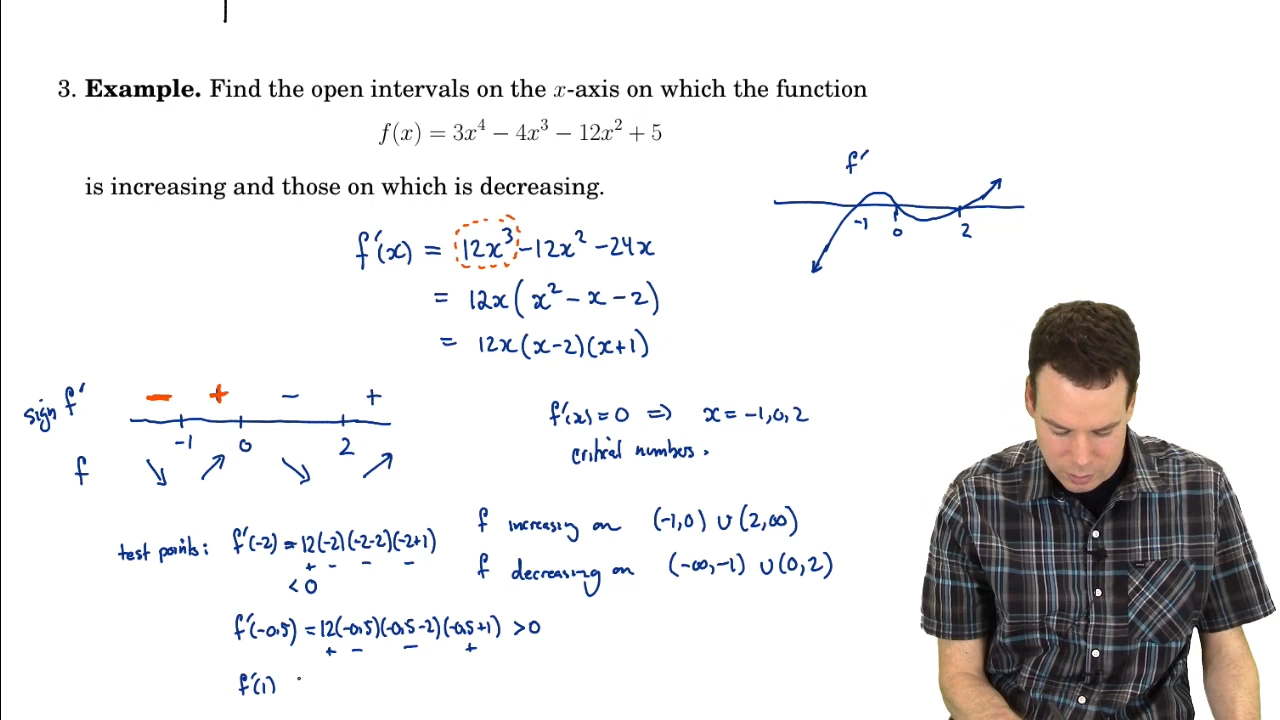 3. Example. Find the open intervals on the x-axis on which the function
f(x) = 3x⁴ − 4x³ − 12x² + 5
is increasing and those on which is decreasing.
f′
-1 0 2
f′(x) = 12x³ -12x² -24x
= 12x(x² - x - 2)
= 12x(x-2)(x+1)
sign f′ − + − +
-1 0 2
f ↘ ↗ ↘ ↗
f′(x) = 0 ⇒ x = -1, 0, 2
critical numbers.
f increasing on (-1,0) ∪ (2,∞)
f decreasing on (-∞,-1) ∪ (0,2)
test points: f′(-2) = 12(-2)(-2-2)(-2+1)
+ − − −
< 0
f′(-0.5) = 12(-0.5)(-0.5-2)(-0.5+1) > 0
+ − − +
f′(1)